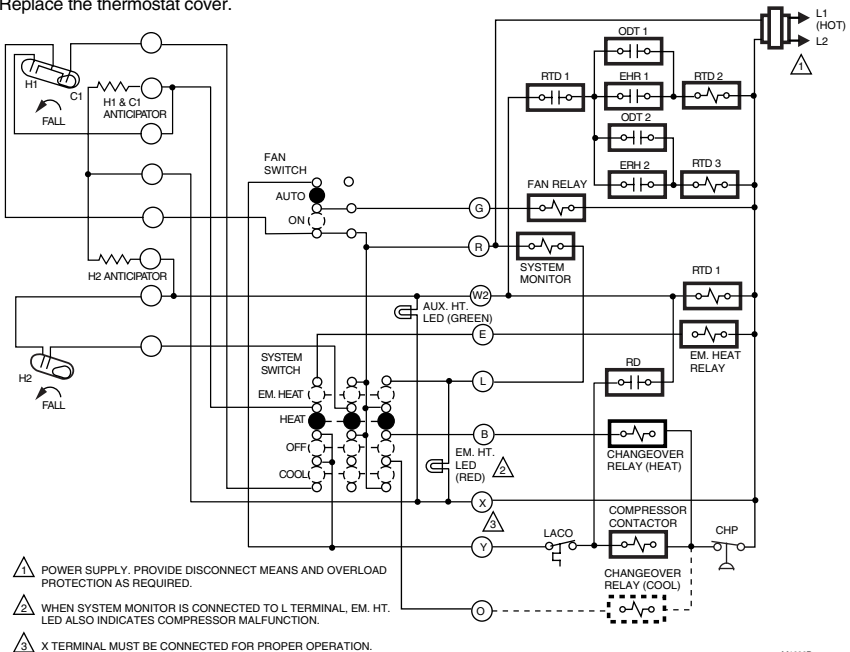 Replace the thermostat cover.
L1
(HOT)
L2
1
ODT 1
RTD 1
EHR 1
RTD 2
ODT 2
ERH 2
RTD 3
H1
C1
FALL
H1 & C1
ANTICIPATOR
FAN
SWITCH
AUTO
ON
FAN RELAY
G
R
SYSTEM
MONITOR
H2 ANTICIPATOR
W2
AUX. HT.
LED (GREEN)
RTD 1
E
EM. HEAT
RELAY
H2
FALL
SYSTEM
SWITCH
EM. HEAT
HEAT
OFF
COOL
L
RD
B
EM. HT.
LED
(RED)
2
CHANGEOVER
RELAY (HEAT)
X
3
Y
LACO
COMPRESSOR
CONTACTOR
CHP
CHANGEOVER
RELAY (COOL)
O
1 POWER SUPPLY. PROVIDE DISCONNECT MEANS AND OVERLOAD
PROTECTION AS REQUIRED.
2 WHEN SYSTEM MONITOR IS CONNECTED TO L TERMINAL, EM. HT.
LED ALSO INDICATES COMPRESSOR MALFUNCTION.
3 X TERMINAL MUST BE CONNECTED FOR PROPER OPERATION.